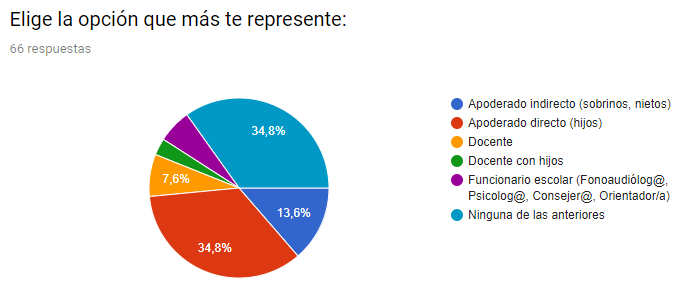 Elige la opción que más te represente:
66 respuestas
34,8%
7,6%
13,6%
34,8%
Apoderado indirecto (sobrinos, nietos)
Apoderado directo (hijos)
Docente
Docente con hijos
Funcionario escolar (Fonoaudiólog@,
Psicolog@, Consejer@, Orientador/a)
Ninguna de las anteriores